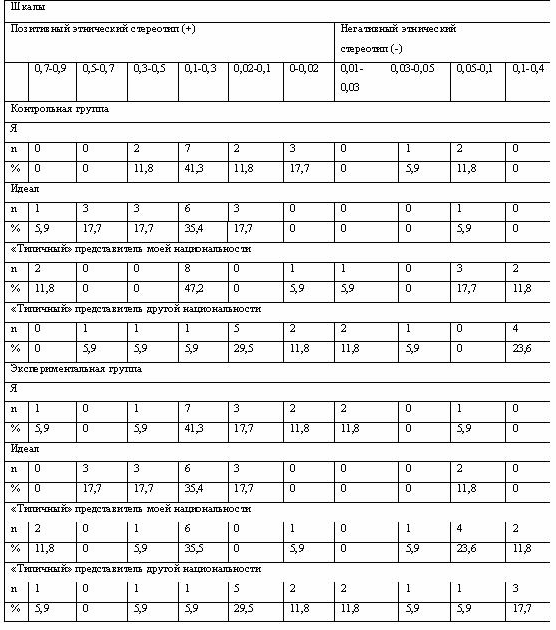 Шкалы
Позитивный этнический стереотип (+) Негативный этнический
стереотип (-)
0,7-0,9 0,5-0,7 0,3-0,5 0,1-0,3 0,02-0,1 0-0,02 0,01- 0,03-0,05 0,05-0,1 0,1-0,4
0,03
Контрольная группа
Я
n 0 0 2 7 2 3 0 1 2 0
% 0 0 11,8 41,3 11,8 17,7 0 5,9 11,8 0
Идеал
n 1 3 3 6 3 0 0 0 1 0
% 5,9 17,7 17,7 35,4 17,7 0 0 0 5,9 0
«Типичный» представитель моей национальности
n 2 0 0 8 0 1 1 0 3 2
% 11,8 0 0 47,2 0 5,9 5,9 0 17,7 11,8
«Типичный» представитель другой национальности
n 0 1 1 1 5 2 2 1 0 4
% 0 5,9 5,9 5,9 29,5 11,8 11,8 5,9 0 23,6
Экспериментальная группа
Я
n 1 0 1 7 3 2 2 0 1 0
% 5,9 0 5,9 41,3 17,7 11,8 11,8 0 5,9 0
Идеал
n 0 3 3 6 3 0 0 0 2 0
% 0 17,7 17,7 35,4 17,7 0 0 0 11,8 0
«Типичный» представитель моей национальности
n 2 0 1 6 0 1 0 1 4 2
% 11,8 0 5,9 35,5 0 5,9 0 5,9 23,6 11,8
«Типичный» представитель другой национальности
n 1 0 1 1 5 2 2 1 1 3
% 5,9 0 5,9 5,9 29,5 11,8 11,8 5,9 5,9 17,7